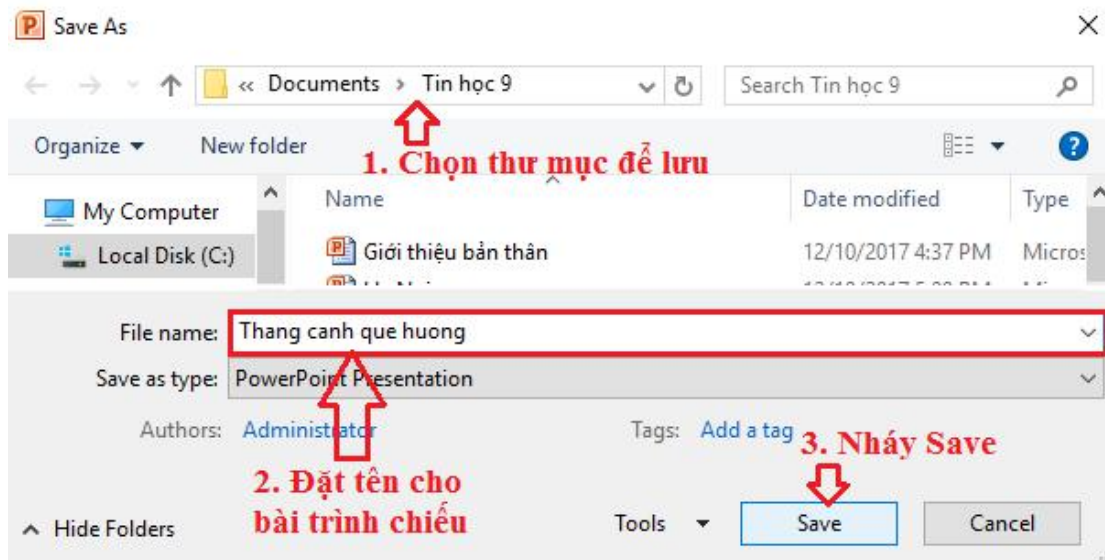 Save As
« Documents › Tin học 9
Search Tin học 9
Organize
New folder
1. Chọn thư mục để lưu
My Computer
Local Disk (C:)
Name
Date modified
Type
Giới thiệu bản thân
12/10/2017 4:37 PM
Micros
File name: Thang canh que huong
Save as type: PowerPoint Presentation
Authors: Administrator
Tags: Add a tag
3. Nháy Save
2. Đặt tên cho
bài trình chiếu
Hide Folders
Tools
Save
Cancel